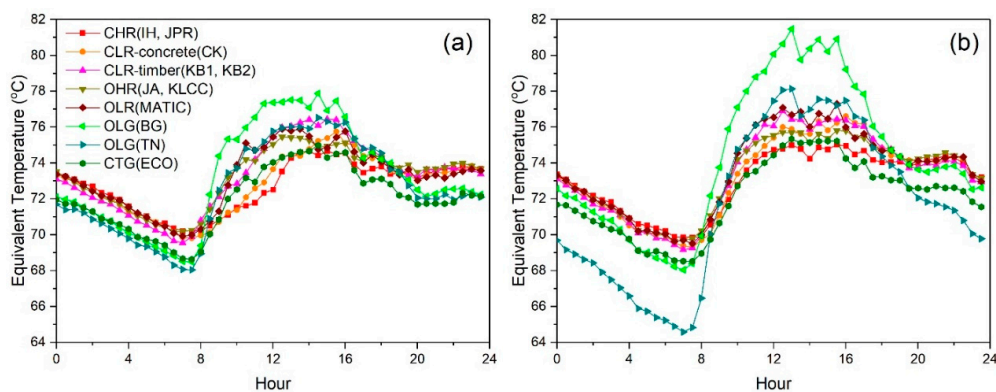 82
80
78
76
74
72
70
68
66
64
Equivalent Temperature (°C)
CHR(IH, JPR)
CLR-concrete(CK)
CLR-timber(KB1, KB2)
OHR(JA, KLCC)
OLR(MATIC)
OLG(BG)
OLG(TN)
CTG(ECO)
(a)
0 4 8 12 16 20 24
Hour
82
80
78
76
74
72
70
68
66
64
Equivalent Temperature (°C)
(b)
0 4 8 12 16 20 24
Hour